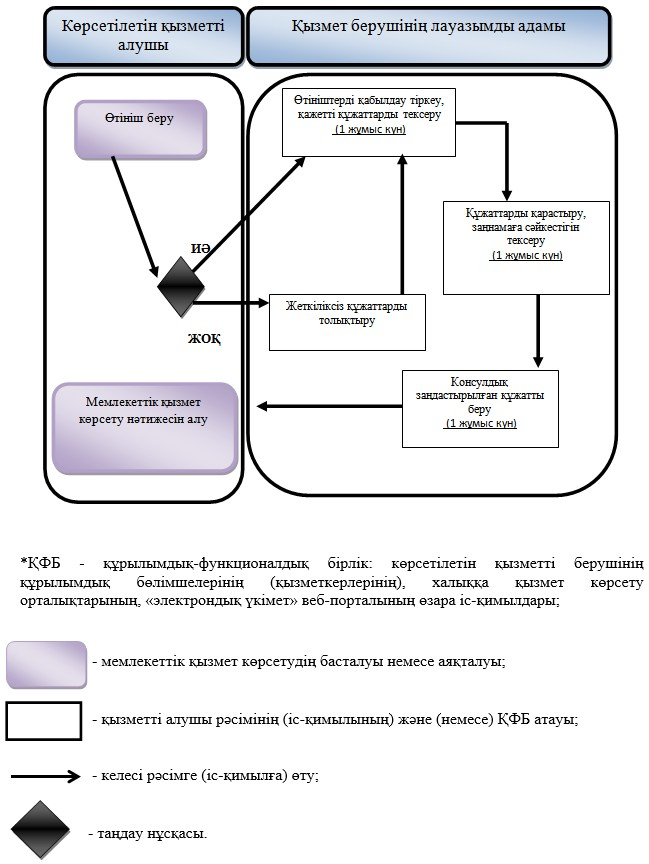 Көрсетілетін қызметті
алушы
Қызмет берушінің лауазымды адамы
Өтініш беру
Өтініштерді қабылдау тіркеу,
қажетті құжаттарды тексеру
(1 жұмыс күн)
Құжаттарды қарастыру,
заңнамаға сәйкестігін
тексеру
(1 жұмыс күн)
ИӘ
Жеткіліксіз құжаттарды
толықтыру
ЖОҚ
Консулдық
заңдастырылған құжатты
беру
(1 жұмыс күн)
Мемлекеттік қызмет
көрсету нәтижесін алу
*ҚФБ - құрылымдық-функционалдық бірлік: көрсетілетін қызметті берушінің
құрылымдық бөлімшелерінің (қызметкерлерінің), халыққа қызмет көрсету
орталықтарының, «электрондық үкімет» веб-порталының өзара іс-қимылдары;
- мемлекеттік қызмет көрсетудің басталуы немесе аяқталуы;
- қызметті алушы рәсімінің (іс-қимылының) және (немесе) ҚФБ атауы;
- келесі рәсімге (іс-қимылға) өту;
- таңдау нұсқасы.